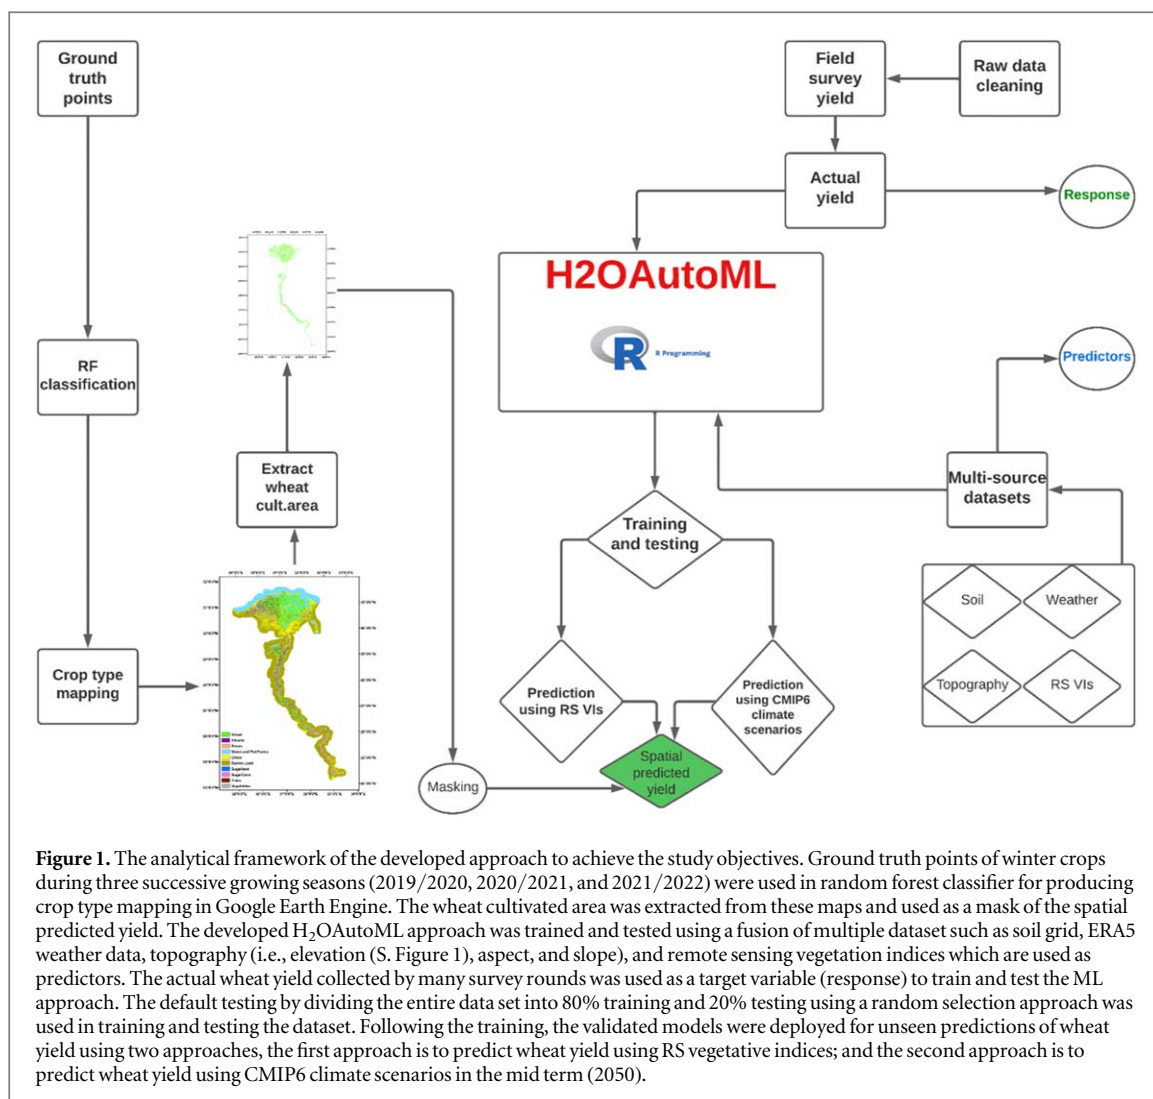 Ground
truth
points
Field
survey
yield
Raw data
cleaning
Actual
yield
Response
H2OAutoML
R
R Programming
RF
classification
Predictors
Extract
wheat
cult.area
Multi-source
datasets
Training
and testing
Soil
Weather
Topography
RS VIs
Crop type
mapping
Prediction
using RS VIs
Prediction
using CMIP6
climate
scenarios
Spatial
predicted
yield
Masking
Figure 1. The analytical framework of the developed approach to achieve the study objectives. Ground truth points of winter crops
during three successive growing seasons (2019/2020, 2020/2021, and 2021/2022) were used in random forest classifier for producing
crop type mapping in Google Earth Engine. The wheat cultivated area was extracted from these maps and used as a mask of the spatial
predicted yield. The developed H₂OAutoML approach was trained and tested using a fusion of multiple dataset such as soil grid, ERA5
weather data, topography (i.e., elevation (S. Figure 1), aspect, and slope), and remote sensing vegetation indices which are used as
predictors. The actual wheat yield collected by many survey rounds was used as a target variable (response) to train and test the ML
approach. The default testing by dividing the entire data set into 80% training and 20% testing using a random selection approach was
used in training and testing the dataset. Following the training, the validated models were deployed for unseen predictions of wheat
yield using two approaches, the first approach is to predict wheat yield using RS vegetative indices; and the second approach is to
predict wheat yield using CMIP6 climate scenarios in the mid term (2050).